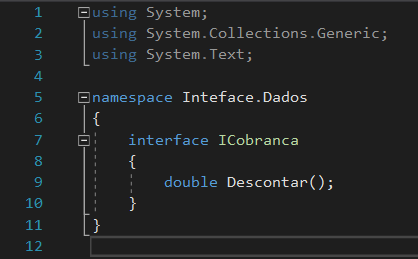 1 using System;
2 using System.Collections.Generic;
3 using System.Text;
4
5 namespace Inteface.Dados
6 {
7 interface ICobranca
8 {
9 double Descontar();
10 }
11 }
12